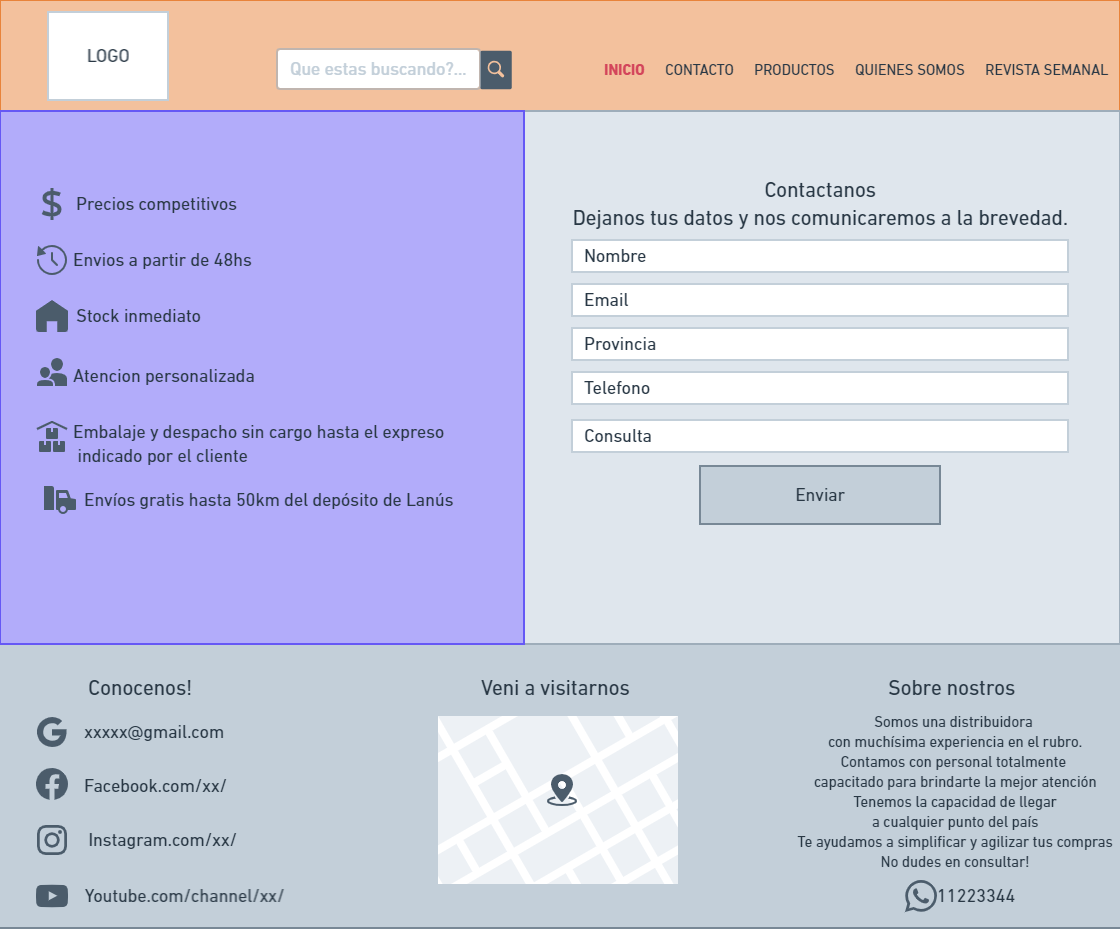 LOGO
Que estas buscando?...
INICIO CONTACTO PRODUCTOS QUIENES SOMOS REVISTA SEMANAL
Precios competitivos
Envios a partir de 48hs
Stock inmediato
Atencion personalizada
Embalaje y despacho sin cargo hasta el expreso
indicado por el cliente
Envíos gratis hasta 50km del depósito de Lanús
Contactanos
Dejanos tus datos y nos comunicaremos a la brevedad.
Nombre
Email
Provincia
Telefono
Consulta
Enviar
Conocenos!
xxxxx@gmail.com
Facebook.com/xx/
Instagram.com/xx/
Youtube.com/channel/xx/
Veni a visitarnos
Sobre nostros
Somos una distribuidora
con muchísima experiencia en el rubro.
Contamos con personal totalmente
capacitado para brindarte la mejor atención
Tenemos la capacidad de llegar
a cualquier punto del país
Te ayudamos a simplificar y agilizar tus compras
No dudes en consultar!
11223344